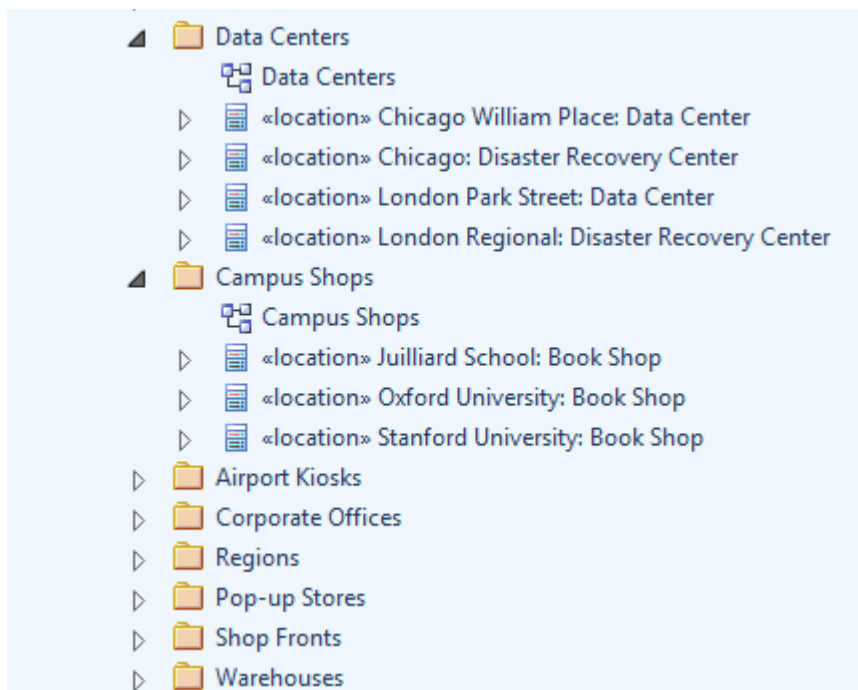 Data Centers
Data Centers
«location» Chicago William Place: Data Center
«location» Chicago: Disaster Recovery Center
«location» London Park Street: Data Center
«location» London Regional: Disaster Recovery Center
Campus Shops
Campus Shops
«location» Juilliard School: Book Shop
«location» Oxford University: Book Shop
«location» Stanford University: Book Shop
Airport Kiosks
Corporate Offices
Regions
Pop-up Stores
Shop Fronts
Warehouses